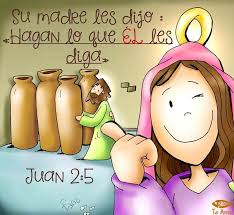 Su madre les dijo :
«Hagan lo que ÉL les
diga»
Juan 2:5